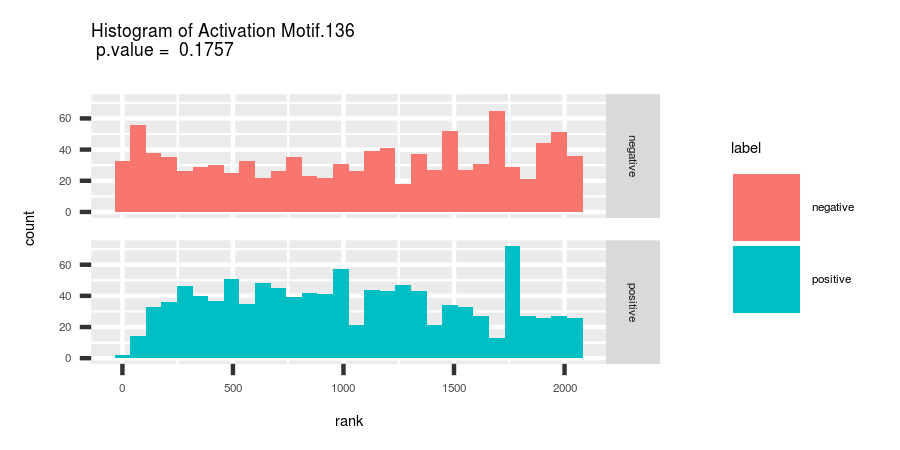 Histogram of Activation Motif.136
p.value = 0.1757
60
40
20
0
negative
60
40
20
0
positive
count
0 500 1000 1500 2000
rank
label
negative
positive